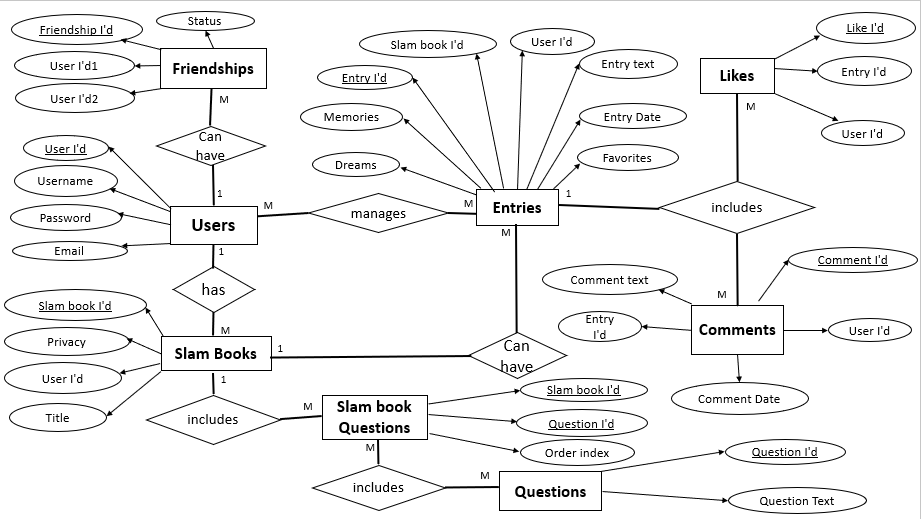 Friendship I'd
Status
User I'd1
User I'd2
Friendships
M
Can
have
1
User I'd
Username
Password
Email
Users
M
manages
M
1
has
M
Slam book I'd
Privacy
User I'd
Title
Slam Books
1
1
includes
M
Slam book
Questions
Slam book I'd
Question I'd
Order index
M
includes
M
Questions
Question I'd
Question Text
Slam book I'd
User I'd
Entry I'd
Entry text
Memories
Entry Date
Dreams
Favorites
Entries
1
M
Can
have
includes
Likes
M
Like I'd
Entry I'd
User I'd
M
Comments
Comment text
Comment I'd
Entry
I'd
User I'd
Comment Date